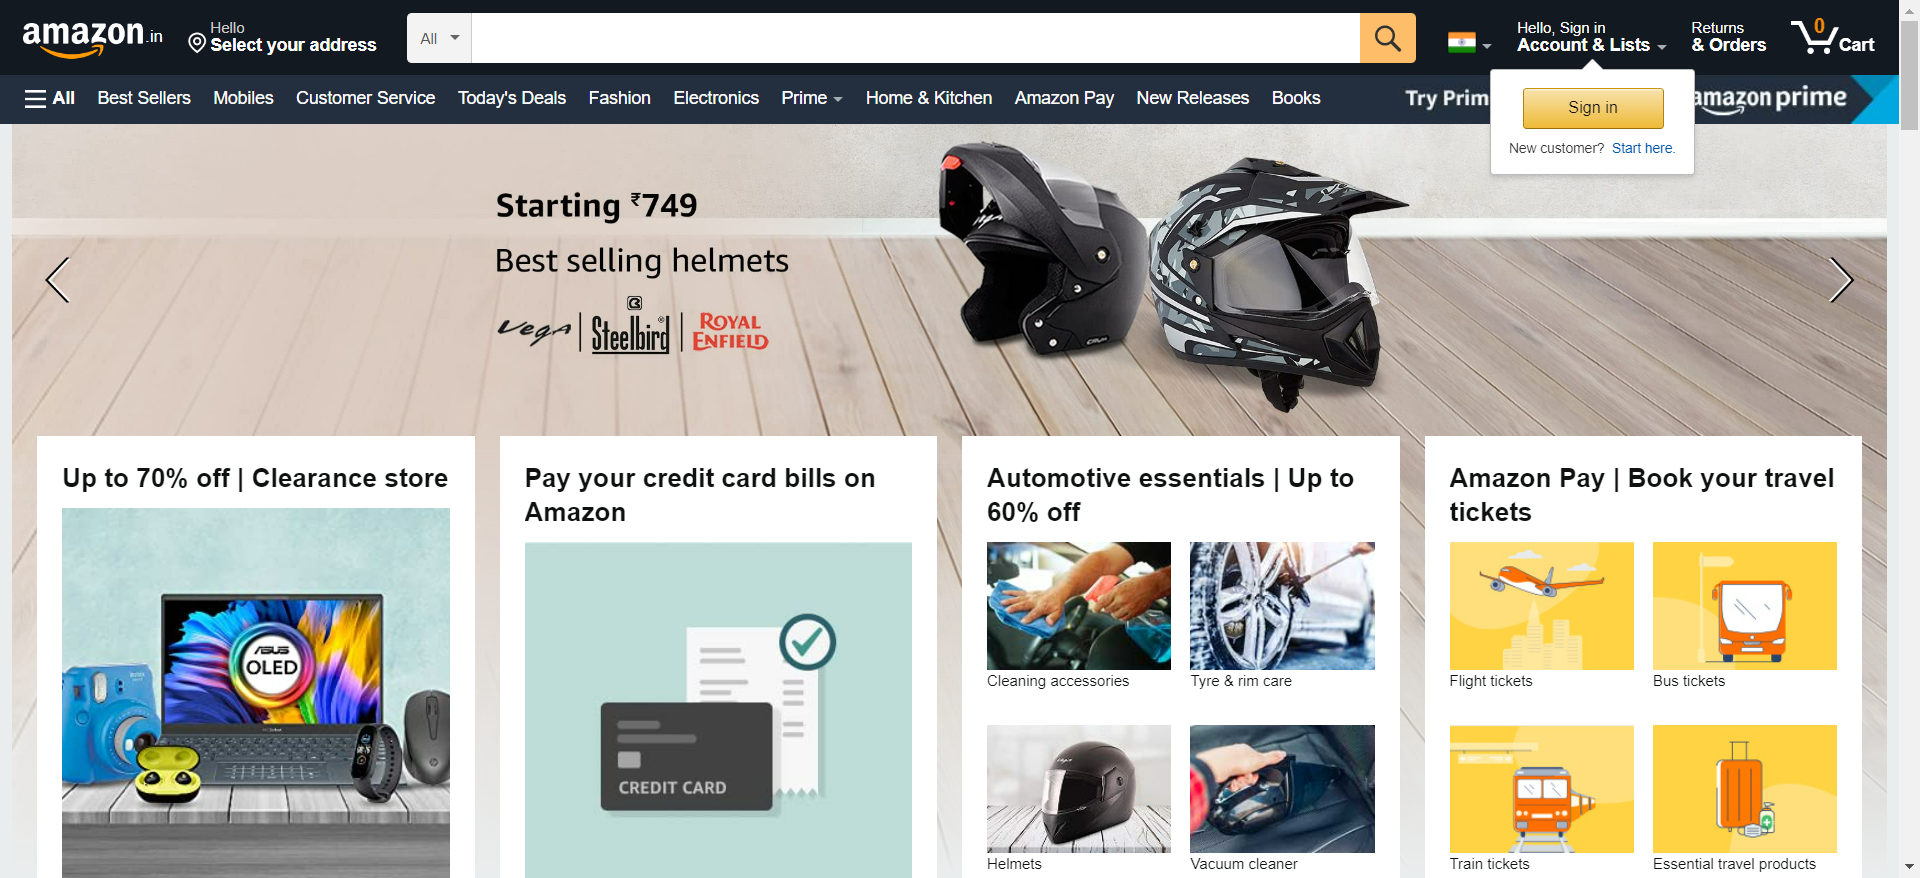 amazon.in
Hello
Select your address
All
Hello, Sign in
Account & Lists
Returns
& Orders
0
Cart
All
Best Sellers
Mobiles
Customer Service
Today's Deals
Fashion
Electronics
Prime
Home & Kitchen
Amazon Pay
New Releases
Books
Try Prim
amazon prime
Sign in
New customer? Start here.
Starting ₹749
Best selling helmets
Vega
Steelbird
ROYAL
ENFIELD
Up to 70% off | Clearance store
Pay your credit card bills on
Amazon
Automotive essentials | Up to
60% off
Amazon Pay | Book your travel
tickets
ASUS
OLED
CREDIT CARD
Cleaning accessories
Tyre & rim care
Flight tickets
Bus tickets
Helmets
Vacuum cleaner
Train tickets
Essential travel products